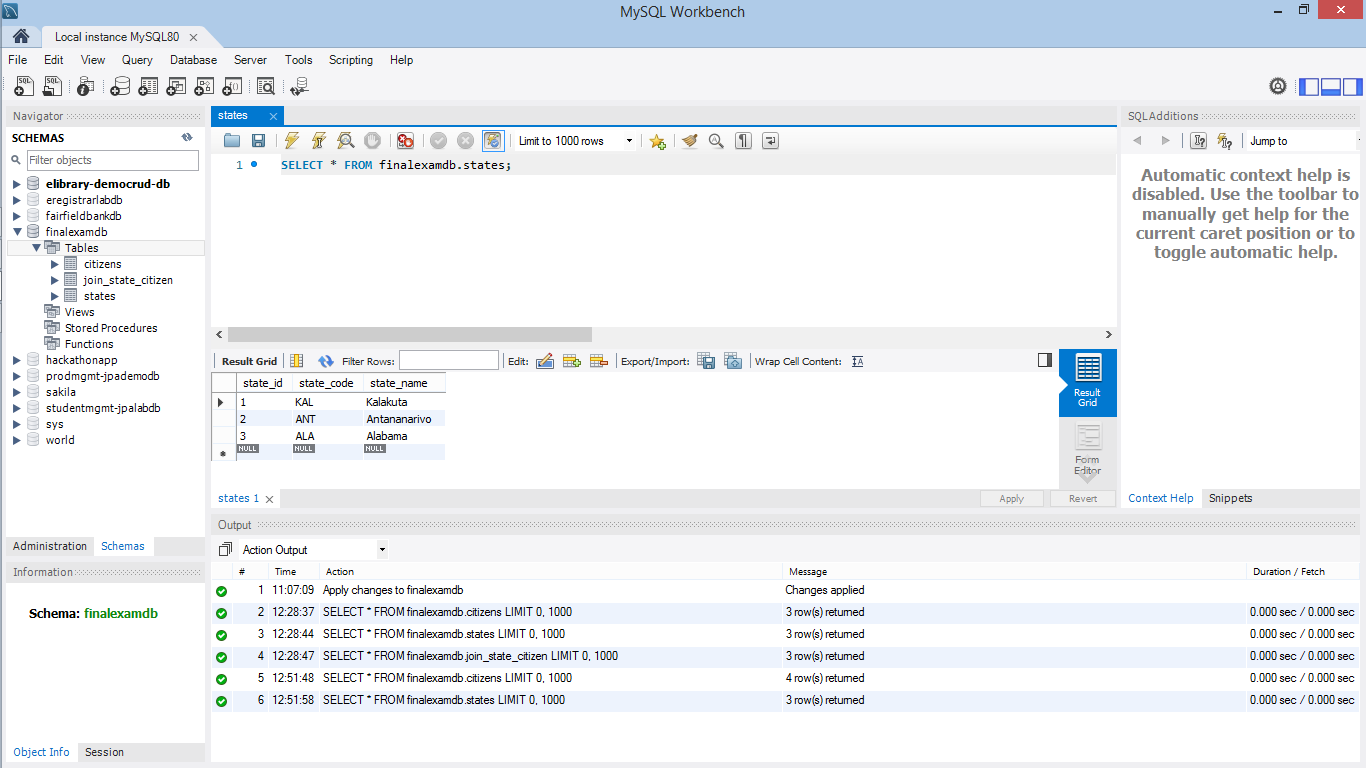 MySQL Workbench
Local instance MySQL80
File Edit View Query Database Server Tools Scripting Help
Navigator
SCHEMAS
Filter objects
elibrary-democrud-db
eregistrarlabdb
fairfieldbankdb
finalexamdb
Tables
citizens
join_state_citizen
states
Views
Stored Procedures
Functions
hackathonapp
prodmgmt-jpademodb
sakila
studentmgmt-jpalabdb
sys
world
Administration Schemas
Information
Schema: finalexamdb
Object Info Session
states
Limit to 1000 rows
1 SELECT * FROM finalexamdb.states;
Result Grid Filter Rows: Edit: Export/Import: Wrap Cell Content:
state_id state_code state_name
1 KAL Kalakuta
2 ANT Antananarivo
3 ALA Alabama
NULL NULL NULL
Result
Grid
Form
Editor
states 1 Apply Revert
SQLAdditions
Jump to
Automatic context help is
disabled. Use the toolbar to
manually get help for the
current caret position or to
toggle automatic help.
Context Help Snippets
Output
Action Output
# Time Action Message Duration / Fetch
1 11:07:09 Apply changes to finalexamdb Changes applied
2 12:28:37 SELECT * FROM finalexamdb.citizens LIMIT 0, 1000 3 row(s) returned 0.000 sec / 0.000 sec
3 12:28:44 SELECT * FROM finalexamdb.states LIMIT 0, 1000 3 row(s) returned 0.000 sec / 0.000 sec
4 12:28:47 SELECT * FROM finalexamdb.join_state_citizen LIMIT 0, 1000 3 row(s) returned 0.000 sec / 0.000 sec
5 12:51:48 SELECT * FROM finalexamdb.citizens LIMIT 0, 1000 4 row(s) returned 0.000 sec / 0.000 sec
6 12:51:58 SELECT * FROM finalexamdb.states LIMIT 0, 1000 3 row(s) returned 0.000 sec / 0.000 sec